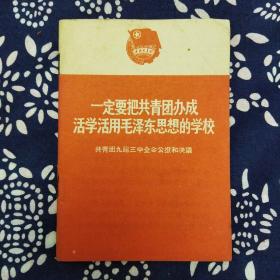 一定要把共青团办成
活学活用毛泽东思想的学校
共青团九届三中全会公报和决议